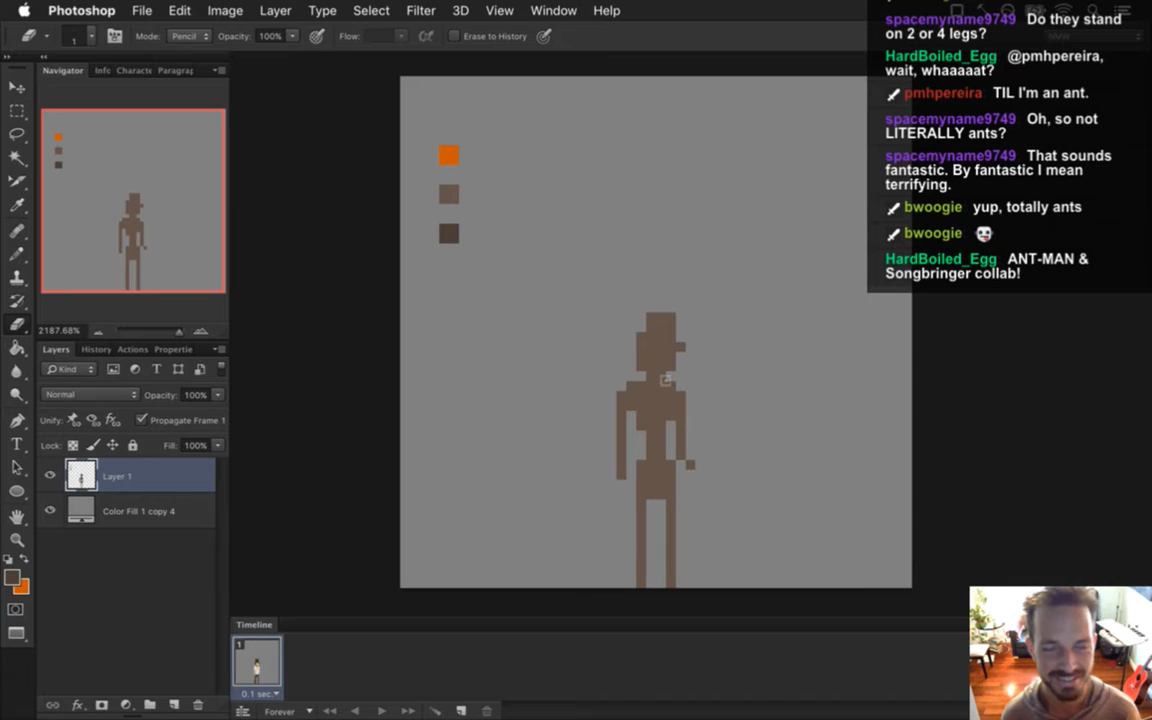 Photoshop File Edit Image Layer Type Select Filter 3D View Window Help
1 Mode: Pencil Opacity: 100% Flow: Erase to History
Navigator Info Characte Paragraj
2187.68%
Layers History Actions Propertie
Kind
Normal Opacity: 100%
Unify: Propagate Frame 1
Lock: Fill: 100%
Layer 1
Color Fill 1 copy 4
Timeline
1
0.1 sec.
Forever
spacemyname9749 Do they stand
on 2 or 4 legs?
HardBoiled_Egg @pmhpereira,
wait, whaaaaat?
pmhpereira TIL I'm an ant.
spacemyname9749 Oh, so not
LITERALLY ants?
spacemyname9749 That sounds
fantastic. By fantastic I mean
terrifying.
bwoogie yup, totally ants
bwoogie
HardBoiled_Egg ANT-MAN &
Songbringer collab!